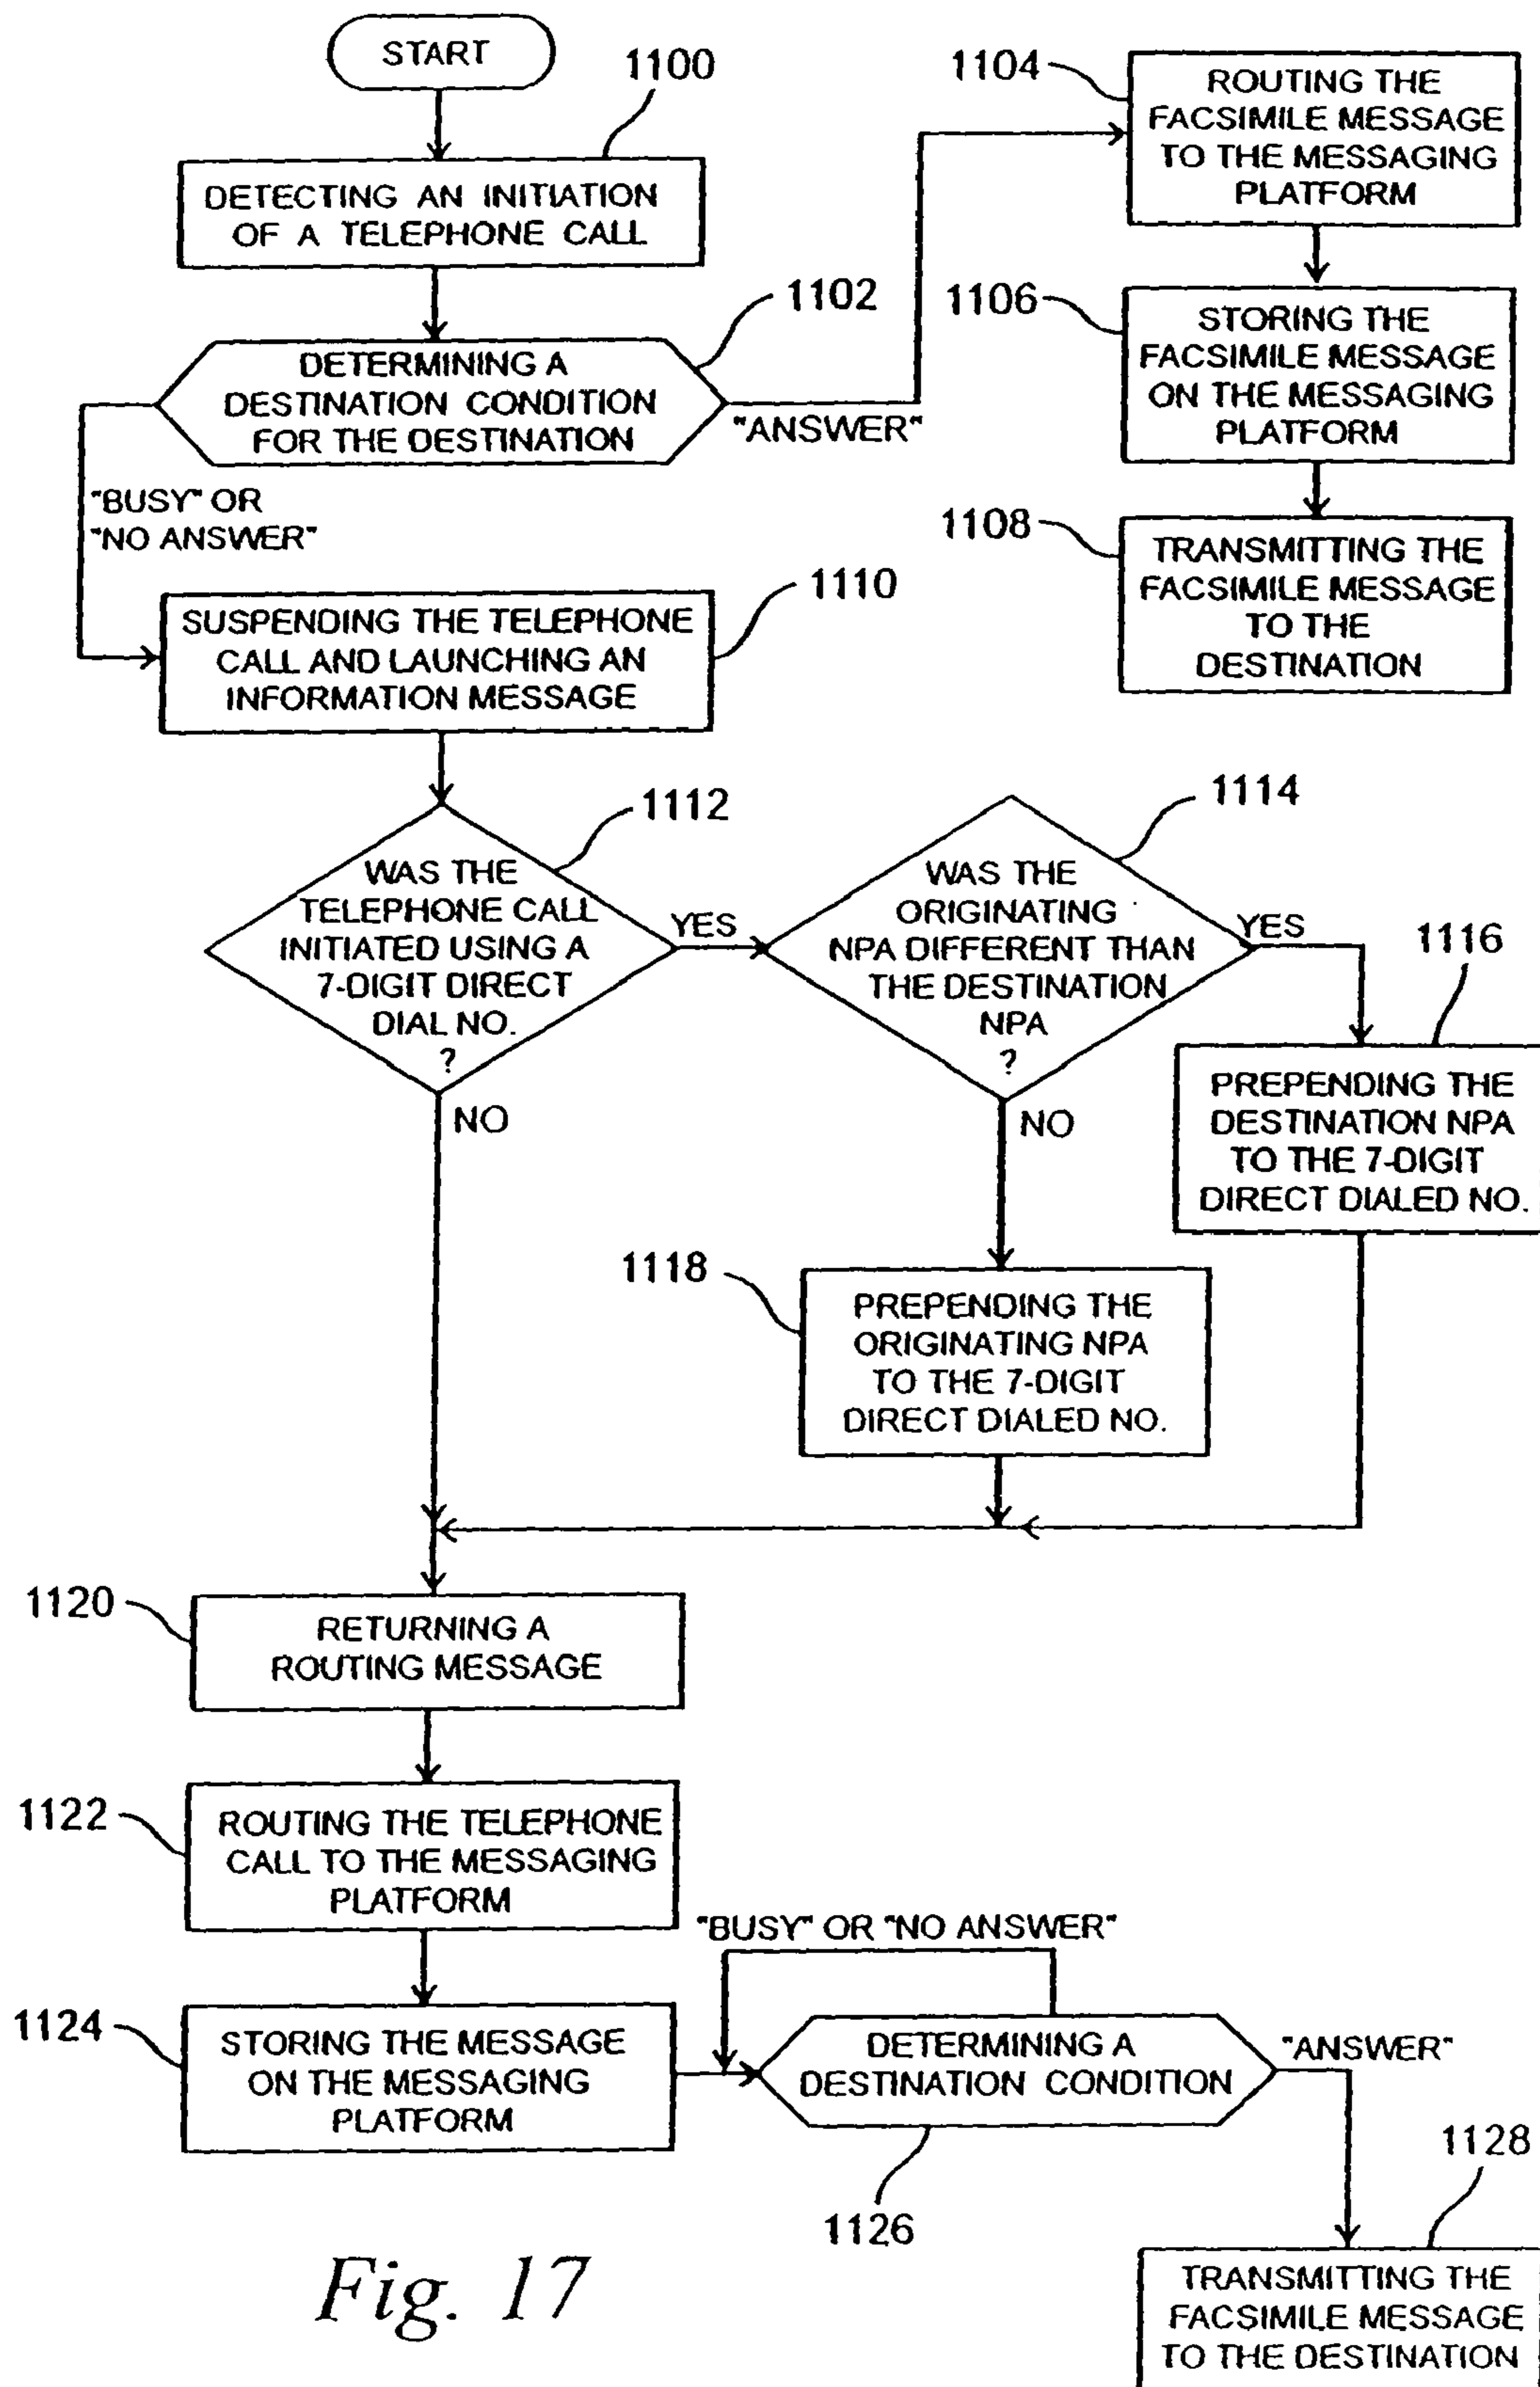 START
1100
DETECTING AN INITIATION
OF A TELEPHONE CALL
1102
DETERMINING A
DESTINATION CONDITION
FOR THE DESTINATION
"ANSWER"
"BUSY" OR
"NO ANSWER"
1104
ROUTING THE
FACSIMILE MESSAGE
TO THE MESSAGING
PLATFORM
1106
STORING THE
FACSIMILE MESSAGE
ON THE MESSAGING
PLATFORM
1108
TRANSMITTING THE
FACSIMILE MESSAGE
TO THE
DESTINATION
1110
SUSPENDING THE TELEPHONE
CALL AND LAUNCHING AN
INFORMATION MESSAGE
1112
WAS THE
TELEPHONE CALL
INITIATED USING A
7-DIGIT DIRECT
DIAL NO.
?
YES
NO
1114
WAS THE
ORIGINATING
NPA DIFFERENT THAN
THE DESTINATION
NPA
?
YES
NO
1116
PREPENDING THE
DESTINATION NPA
TO THE 7-DIGIT
DIRECT DIALED NO.
1118
PREPENDING THE
ORIGINATING NPA
TO THE 7-DIGIT
DIRECT DIALED NO.
1120
RETURNING A
ROUTING MESSAGE
1122
ROUTING THE TELEPHONE
CALL TO THE MESSAGING
PLATFORM
1124
STORING THE MESSAGE
ON THE MESSAGING
PLATFORM
"BUSY" OR "NO ANSWER"
DETERMINING A
DESTINATION CONDITION
"ANSWER"
1126
1128
TRANSMITTING THE
FACSIMILE MESSAGE
TO THE DESTINATION
Fig. 17